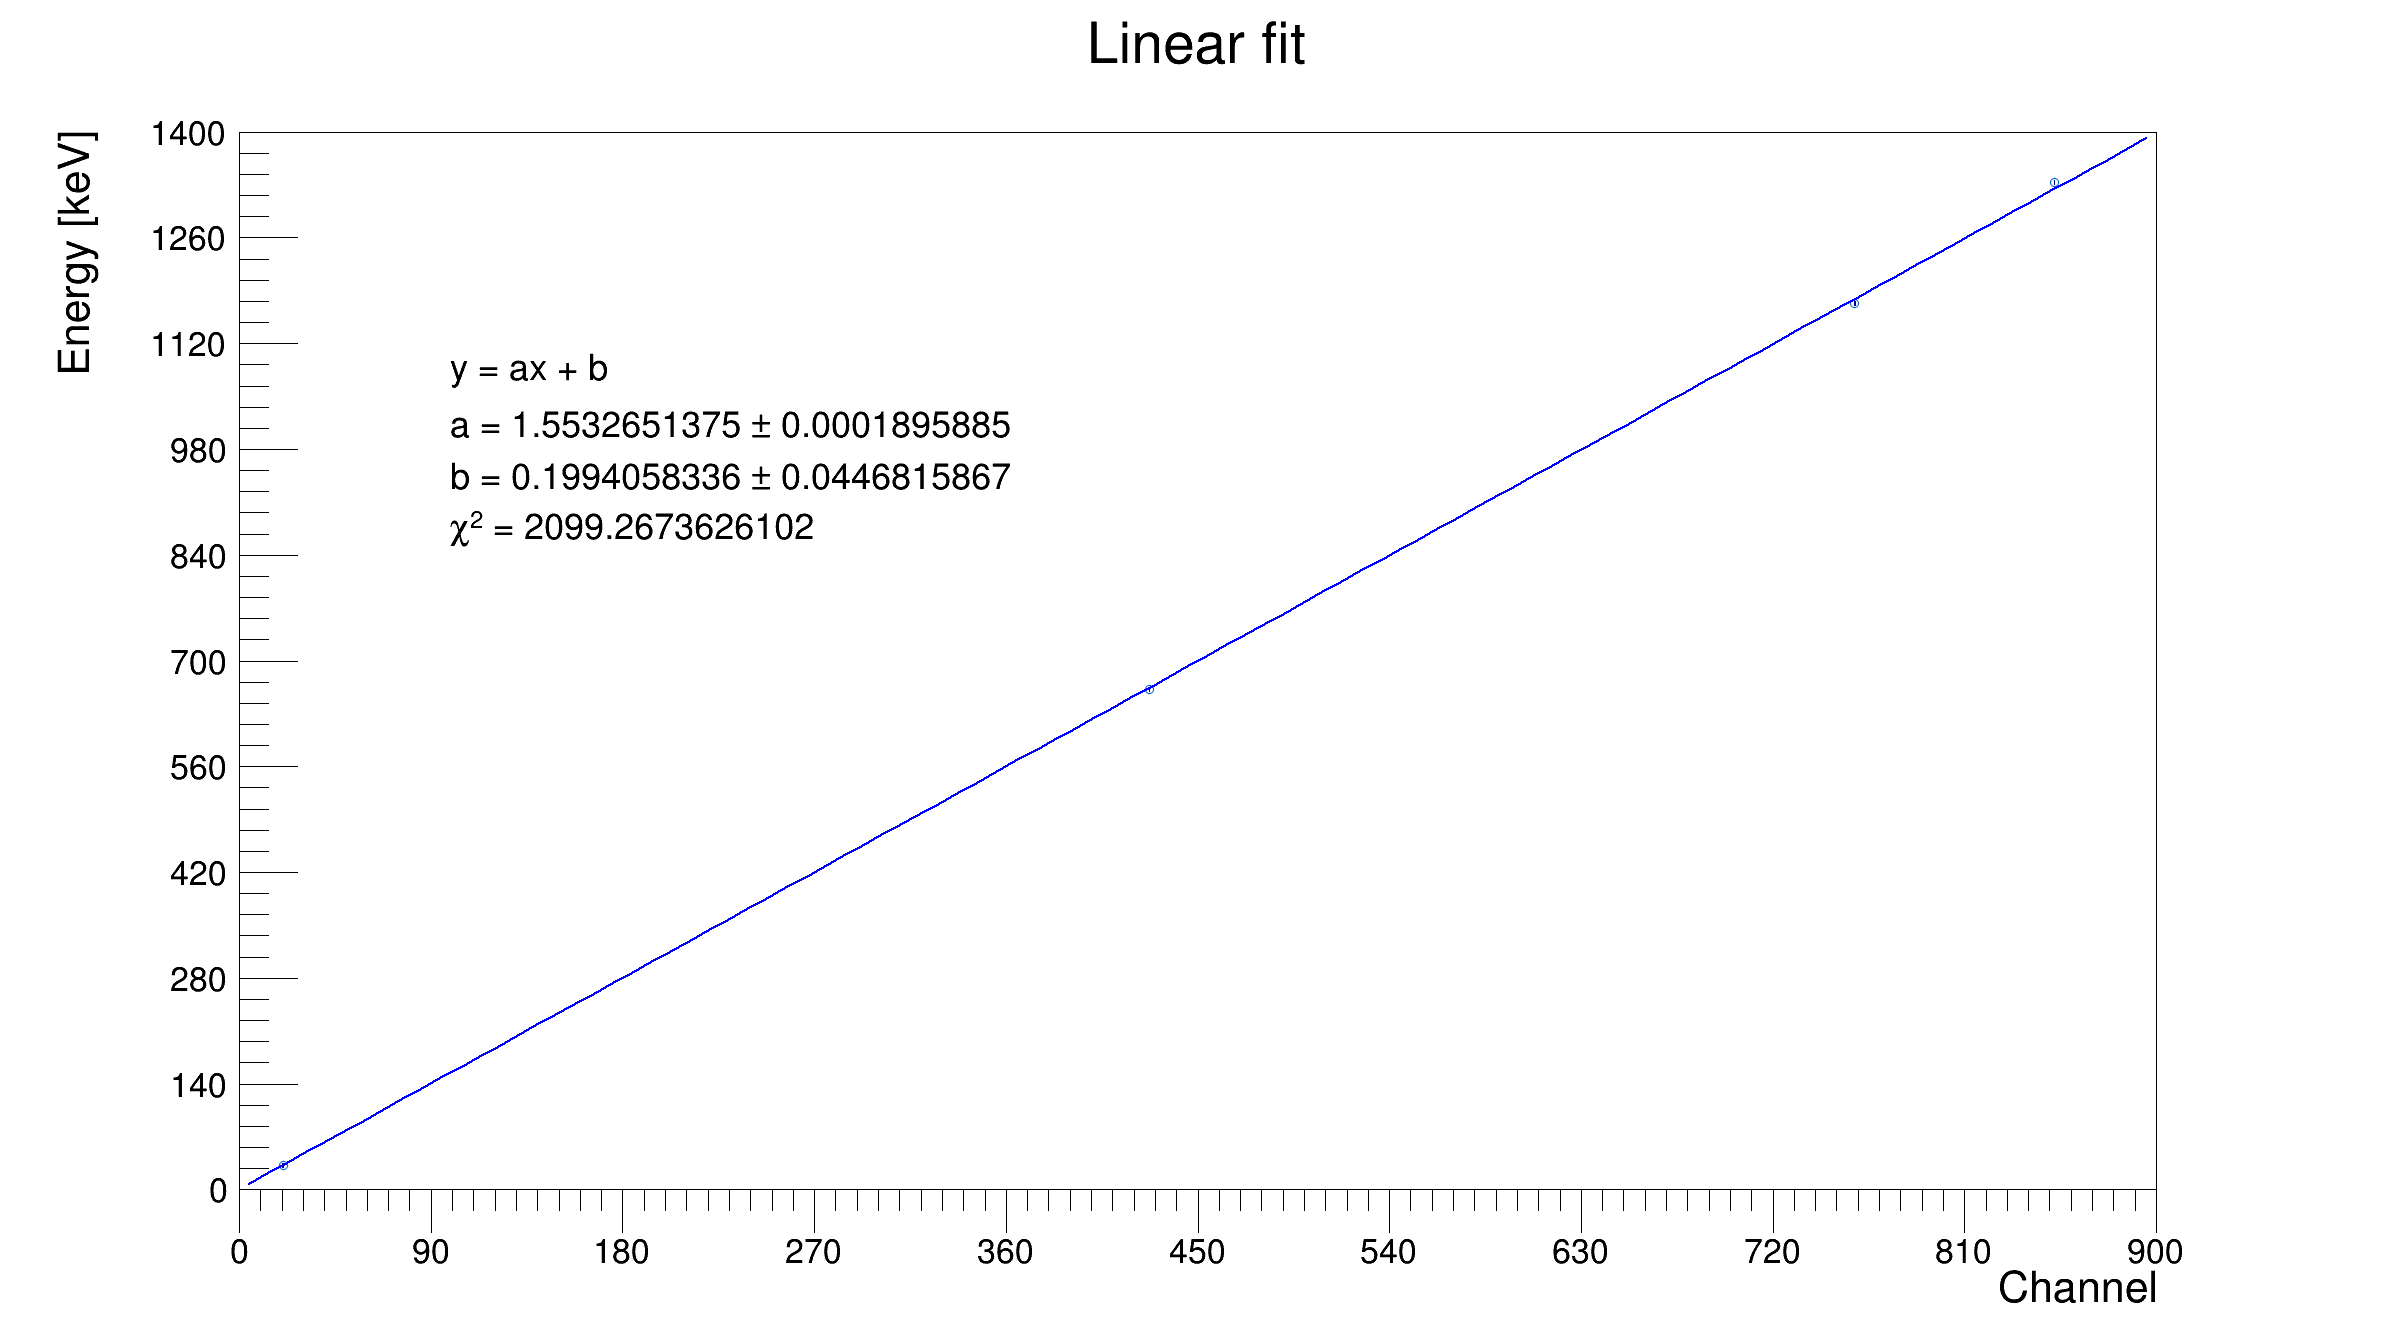 Linear fit
Energy [keV]
1400
1260
1120
980
840
700
560
420
280
140
0
y = ax + b
a = 1.5532651375 ± 0.0001895885
b = 0.1994058336 ± 0.0446815867
χ² = 2099.2673626102
0 90 180 270 360 450 540 630 720 810 900
Channel